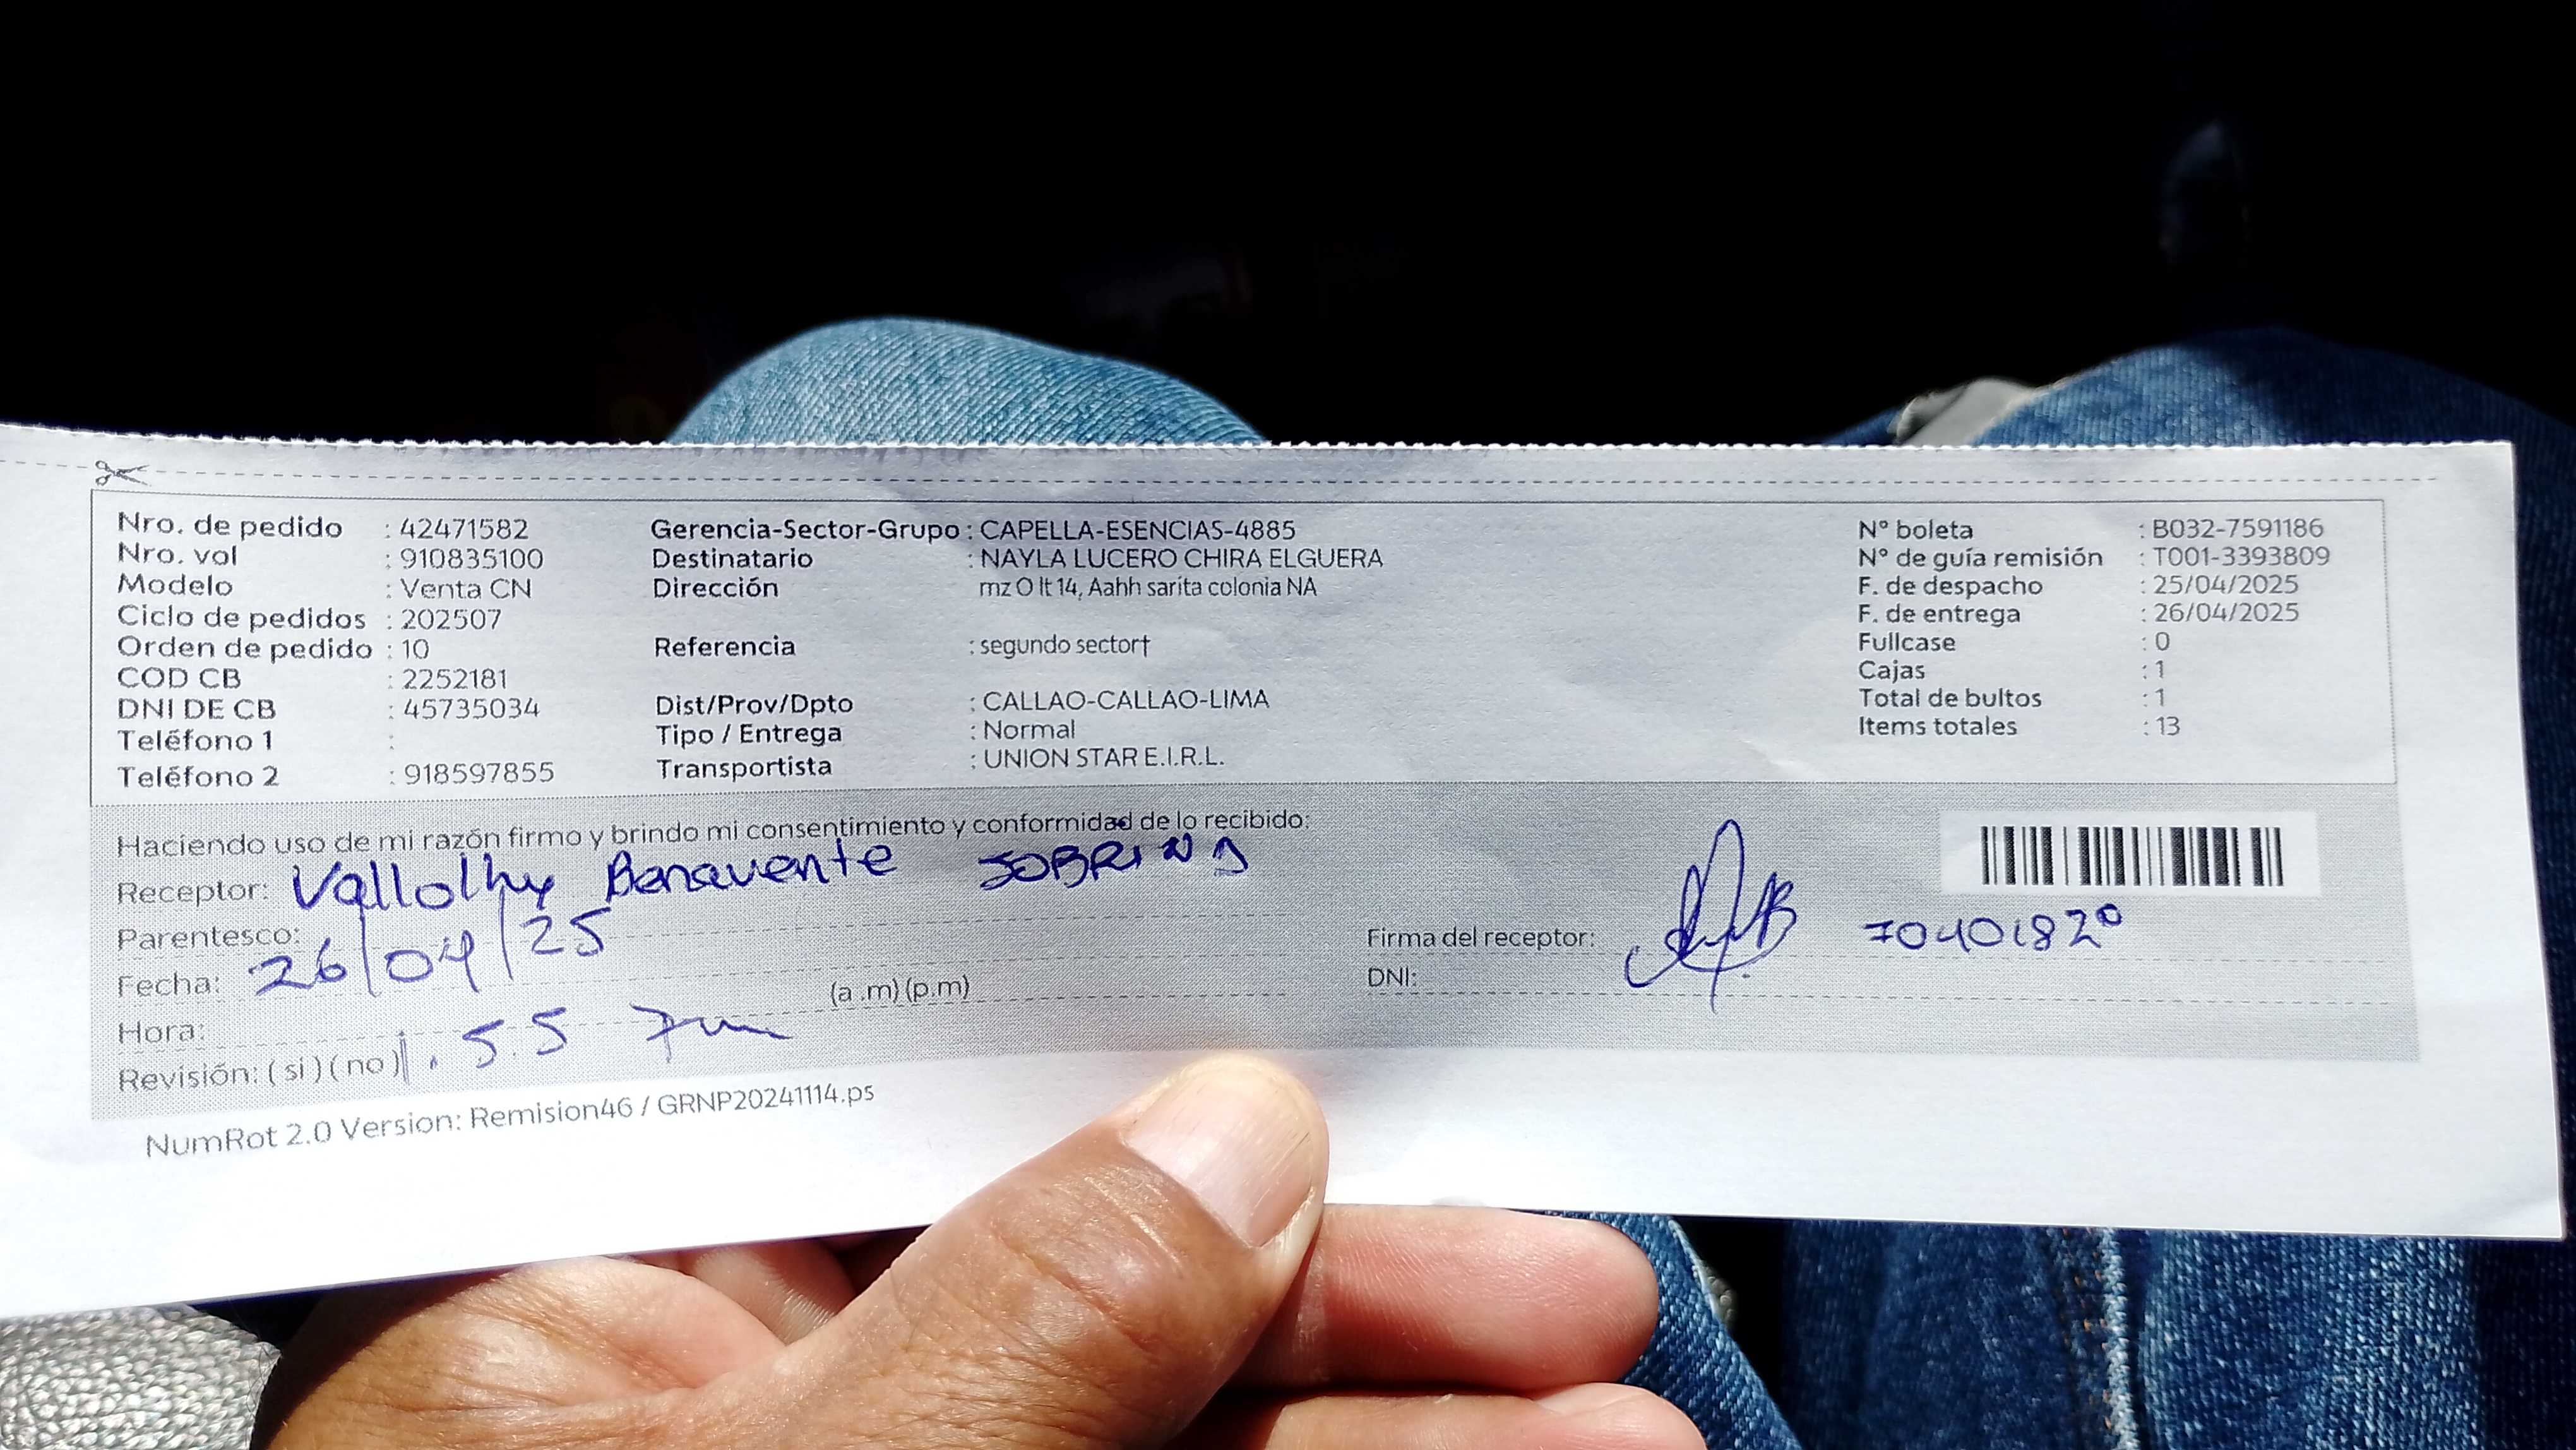 Nro. de pedido : 42471582
Nro. vol : 910835100
Modelo : Venta CN
Ciclo de pedidos : 202507
Orden de pedido : 10
COD CB : 2252181
DNI DE CB : 45735034
Teléfono 1 :
Teléfono 2 : 918597855
Gerencia-Sector-Grupo : CAPELLA-ESENCIAS-4885
Destinatario : NAYLA LUCERO CHIRA ELGUERA
Dirección mz O lt 14, Aahh sarita colonia NA
Referencia : segundo sector†
Dist/Prov/Dpto : CALLAO-CALLAO-LIMA
Tipo / Entrega : Normal
Transportista : UNION STAR E.I.R.L.
Nº boleta : B032-7591186
Nº de guía remisión : T001-3393809
F. de despacho : 25/04/2025
F. de entrega : 26/04/2025
Fullcase : 0
Cajas : 1
Total de bultos : 1
Items totales : 13
Haciendo uso de mi razón firmo y brindo mi consentimiento y conformidad de lo recibido:
Receptor: Benavente SOBRINA
Parentesco:
Fecha: 26/04/25
Hora: (a .m) (p.m)
Revisión: ( si ) ( no )
Firma del receptor: 70401820
DNI:
NumRot 2.0 Version: Remision46 / GRNP20241114.ps